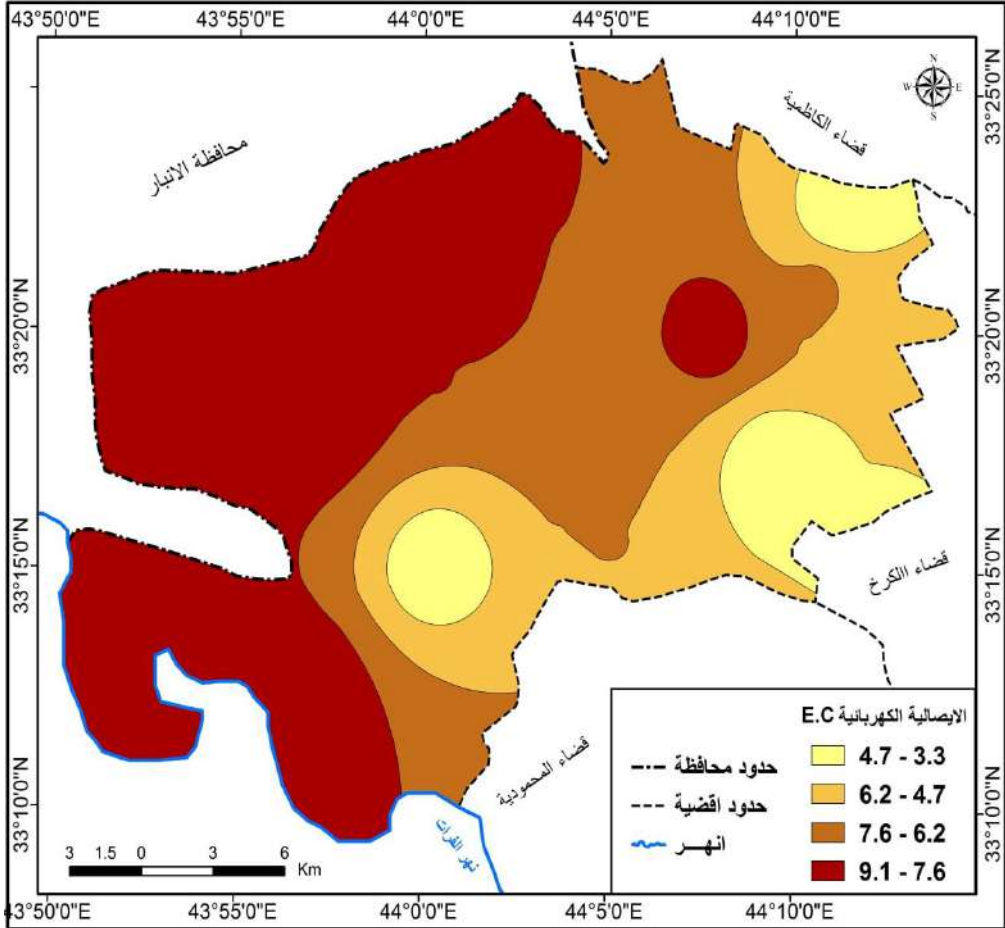 43°50'0"E 43°55'0"E 44°0'0"E 44°5'0"E 44°10'0"E
N
W E
S
33°25'0"N
33°20'0"N 33°20'0"N
33°15'0"N 33°15'0"N
33°10'0"N 33°10'0"N
محافظة الانبار
قضاء الكاظمية
قضاء االكرخ
قضاء المحمودية
نهر الفرات
الايصالية الكهربائية E.C
4.7 - 3.3
6.2 - 4.7
7.6 - 6.2
9.1 - 7.6
حدود محافظة
حدود اقضية
انهــر
3 1.5 0 3 6
Km
43°50'0"E 43°55'0"E 44°0'0"E 44°5'0"E 44°10'0"E